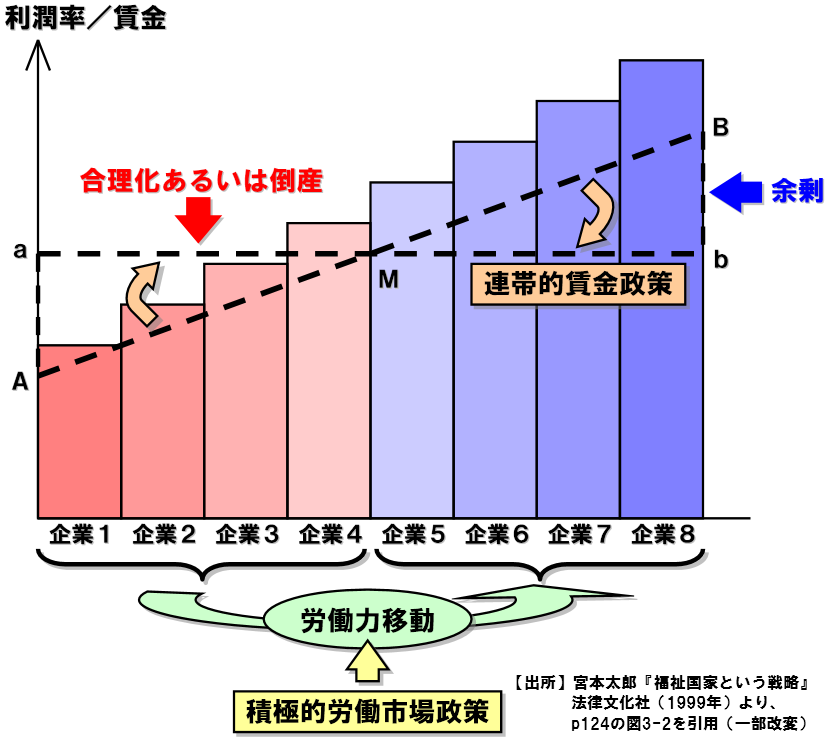 利潤率／賃金
B
合理化あるいは倒産
余剰
a
b
M
連帯的賃金政策
A
企業1 企業2 企業3 企業4 企業5 企業6 企業7 企業8
労働力移動
積極的労働市場政策
【出所】宮本太郎『福祉国家という戦略』
法律文化社（1999年）より、
p124の図3-2を引用（一部改変）